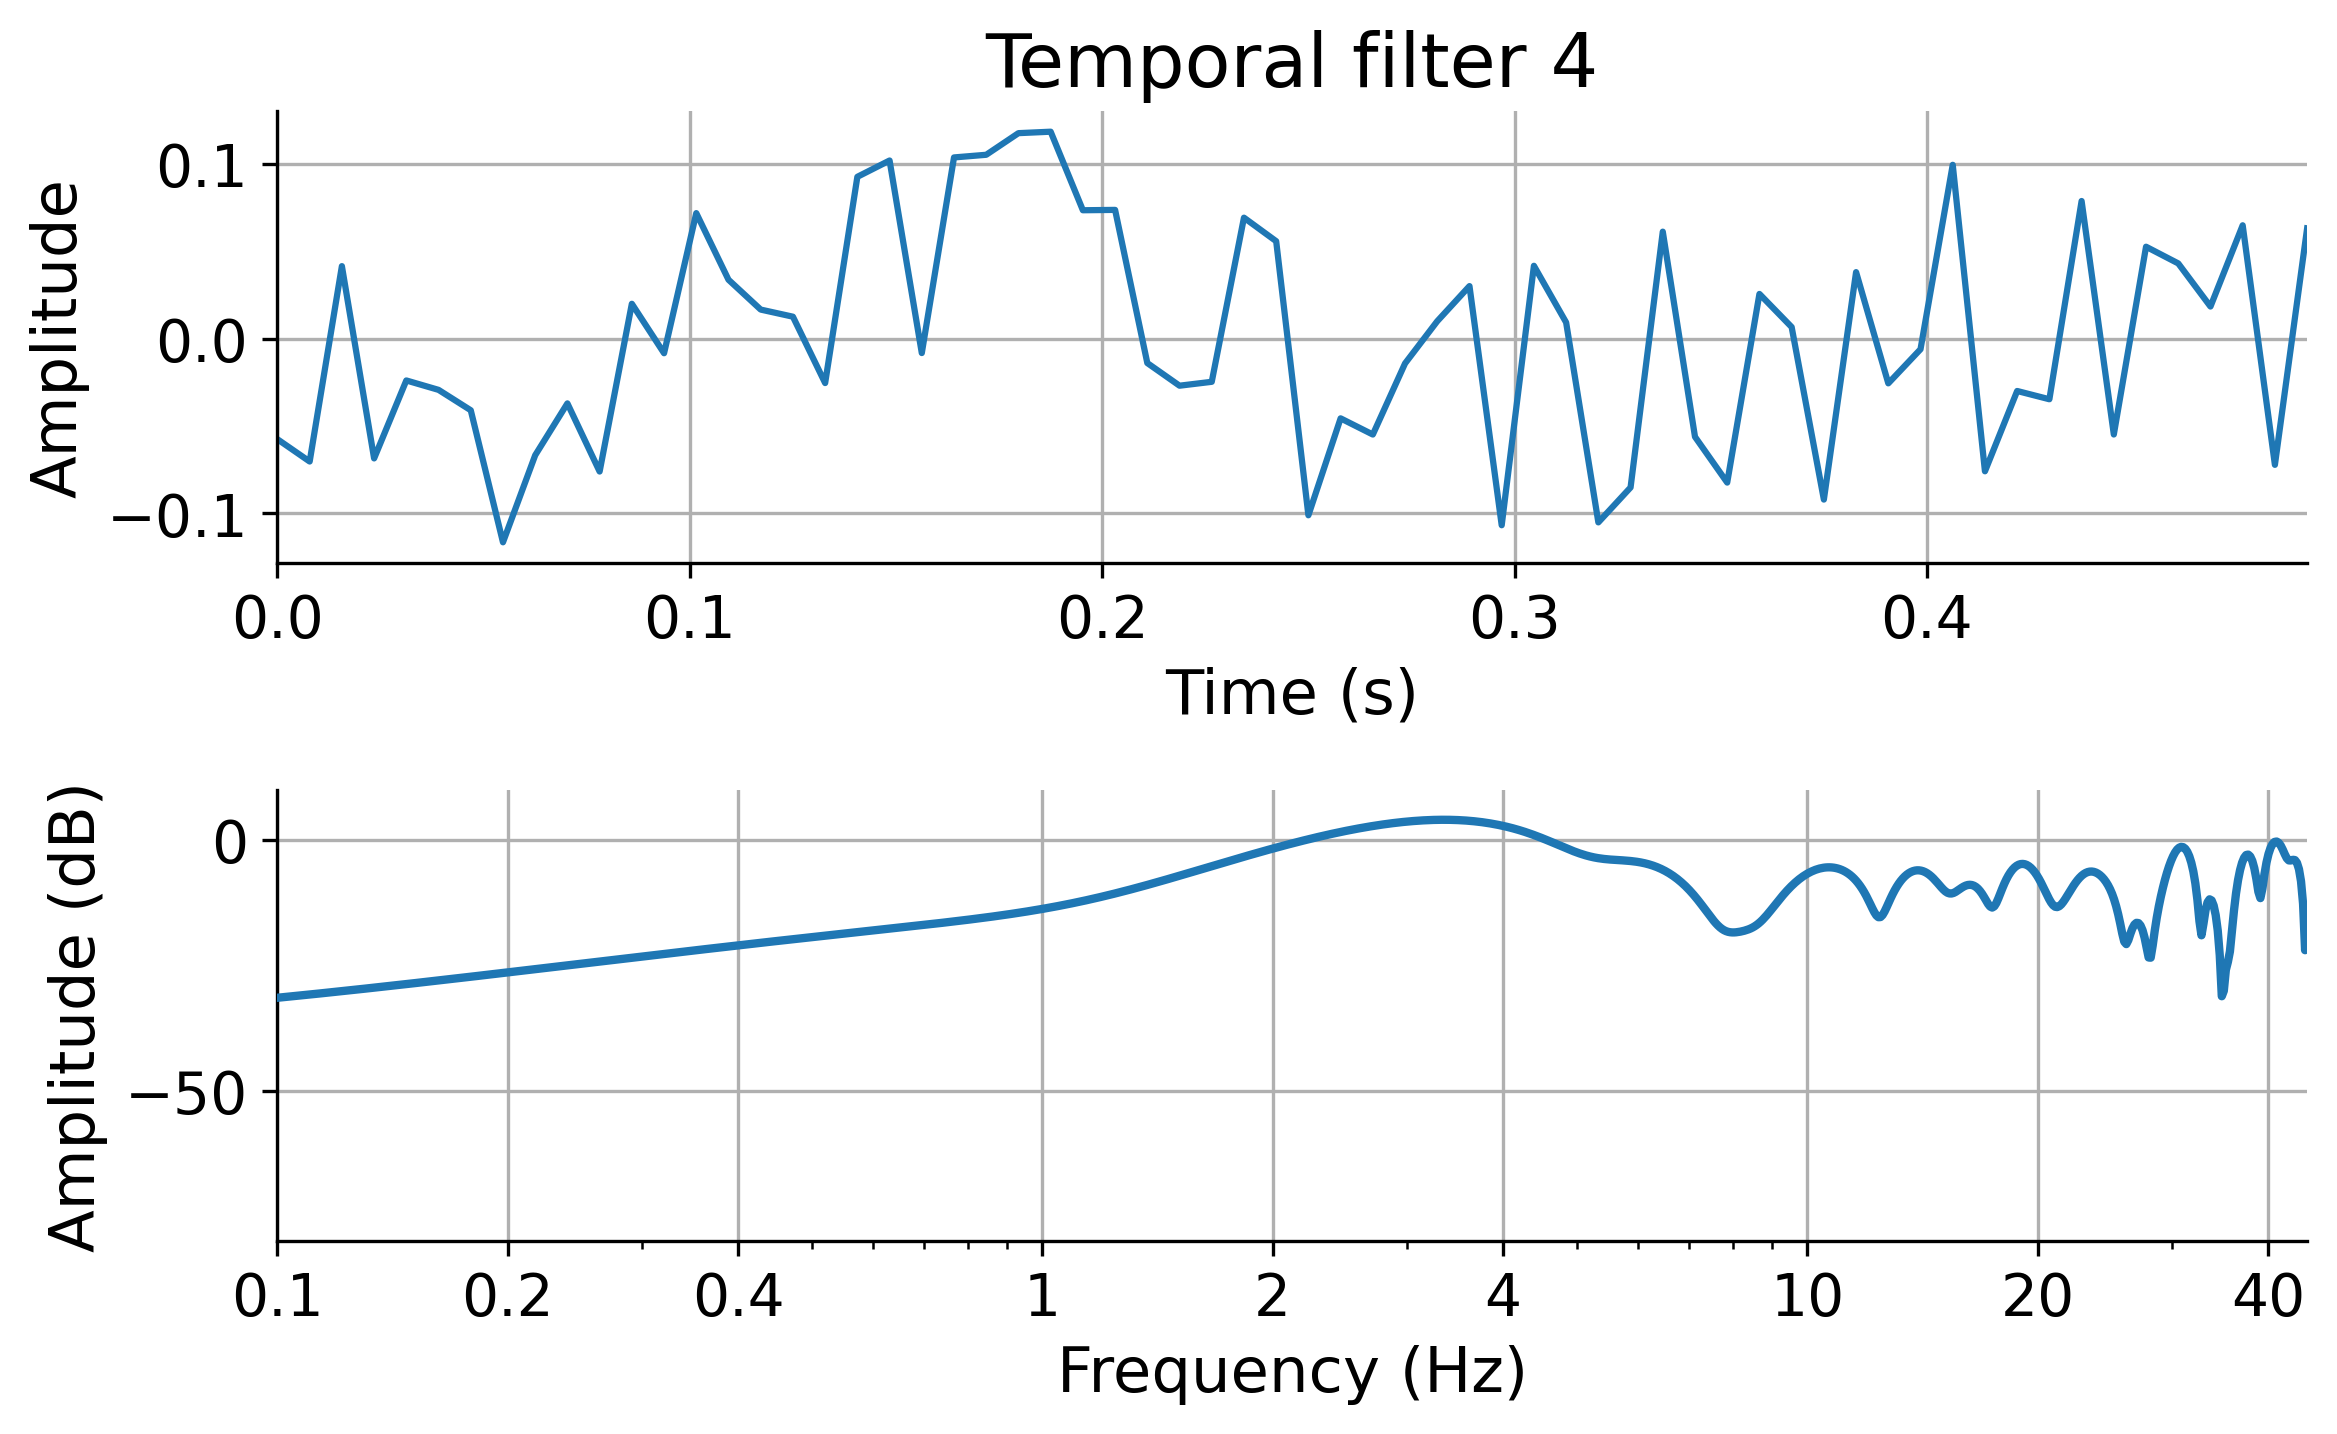 Temporal filter 4
Amplitude
0.1
0.0
−0.1
0.0 0.1 0.2 0.3 0.4
Time (s)
Amplitude (dB)
0
−50
0.1 0.2 0.4 1 2 4 10 20 40
Frequency (Hz)